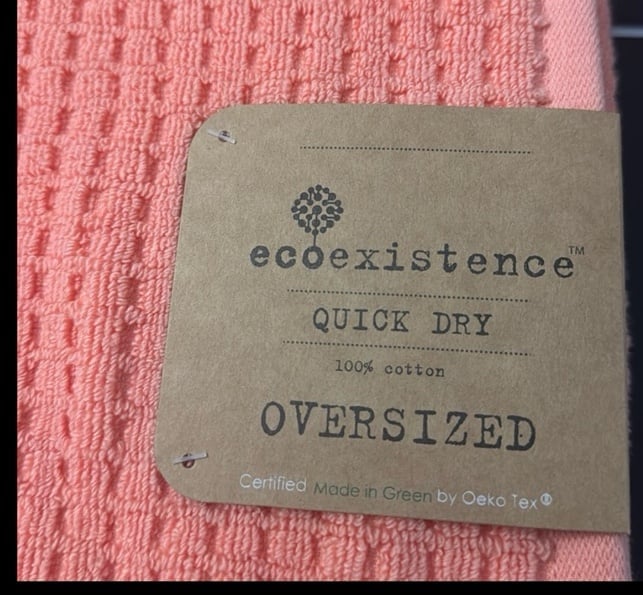 ecoexistence™
QUICK DRY
100% cotton
OVERSIZED
Certified Made in Green by Oeko Tex®